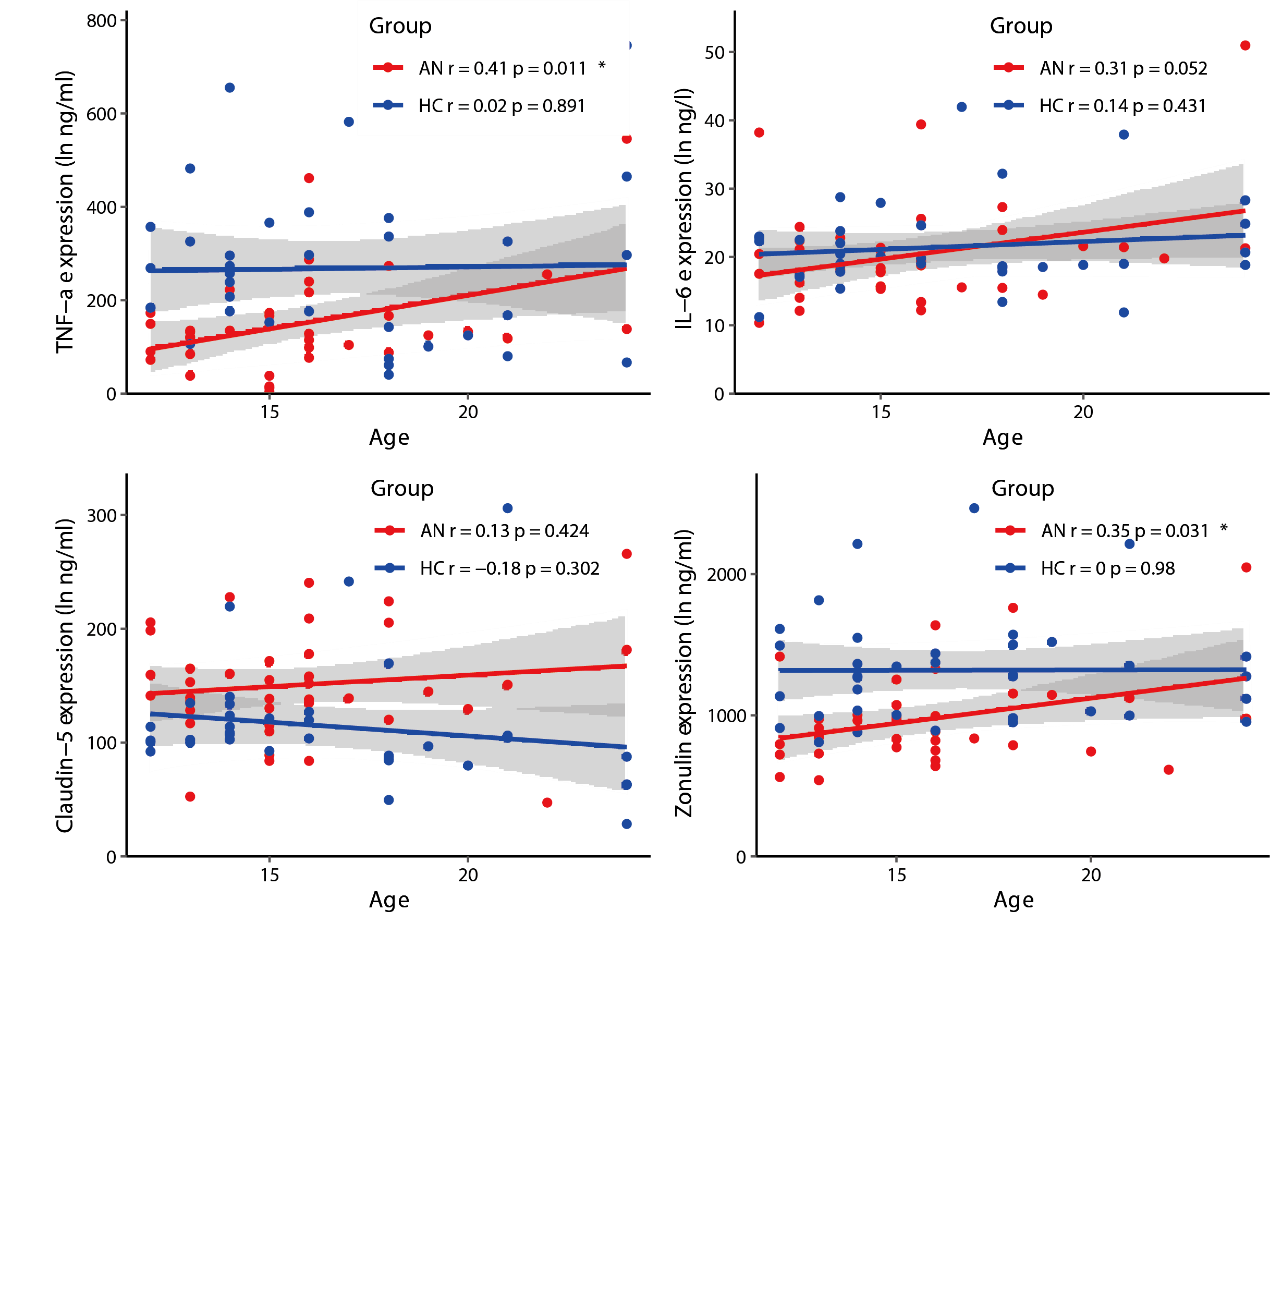 Group
AN r = 0.41 p = 0.011 *
HC r = 0.02 p = 0.891
TNF−a expression (ln ng/ml)
800
600
400
200
0
15
20
Age
Group
AN r = 0.31 p = 0.052
HC r = 0.14 p = 0.431
IL−6 expression (ln ng/l)
50
40
30
20
10
0
15
20
Age
Group
AN r = 0.13 p = 0.424
HC r = −0.18 p = 0.302
Claudin−5 expression (ln ng/ml)
300
200
100
0
15
20
Age
Group
AN r = 0.35 p = 0.031 *
HC r = 0 p = 0.98
Zonulin expression (ln ng/ml)
2000
1000
0
15
20
Age